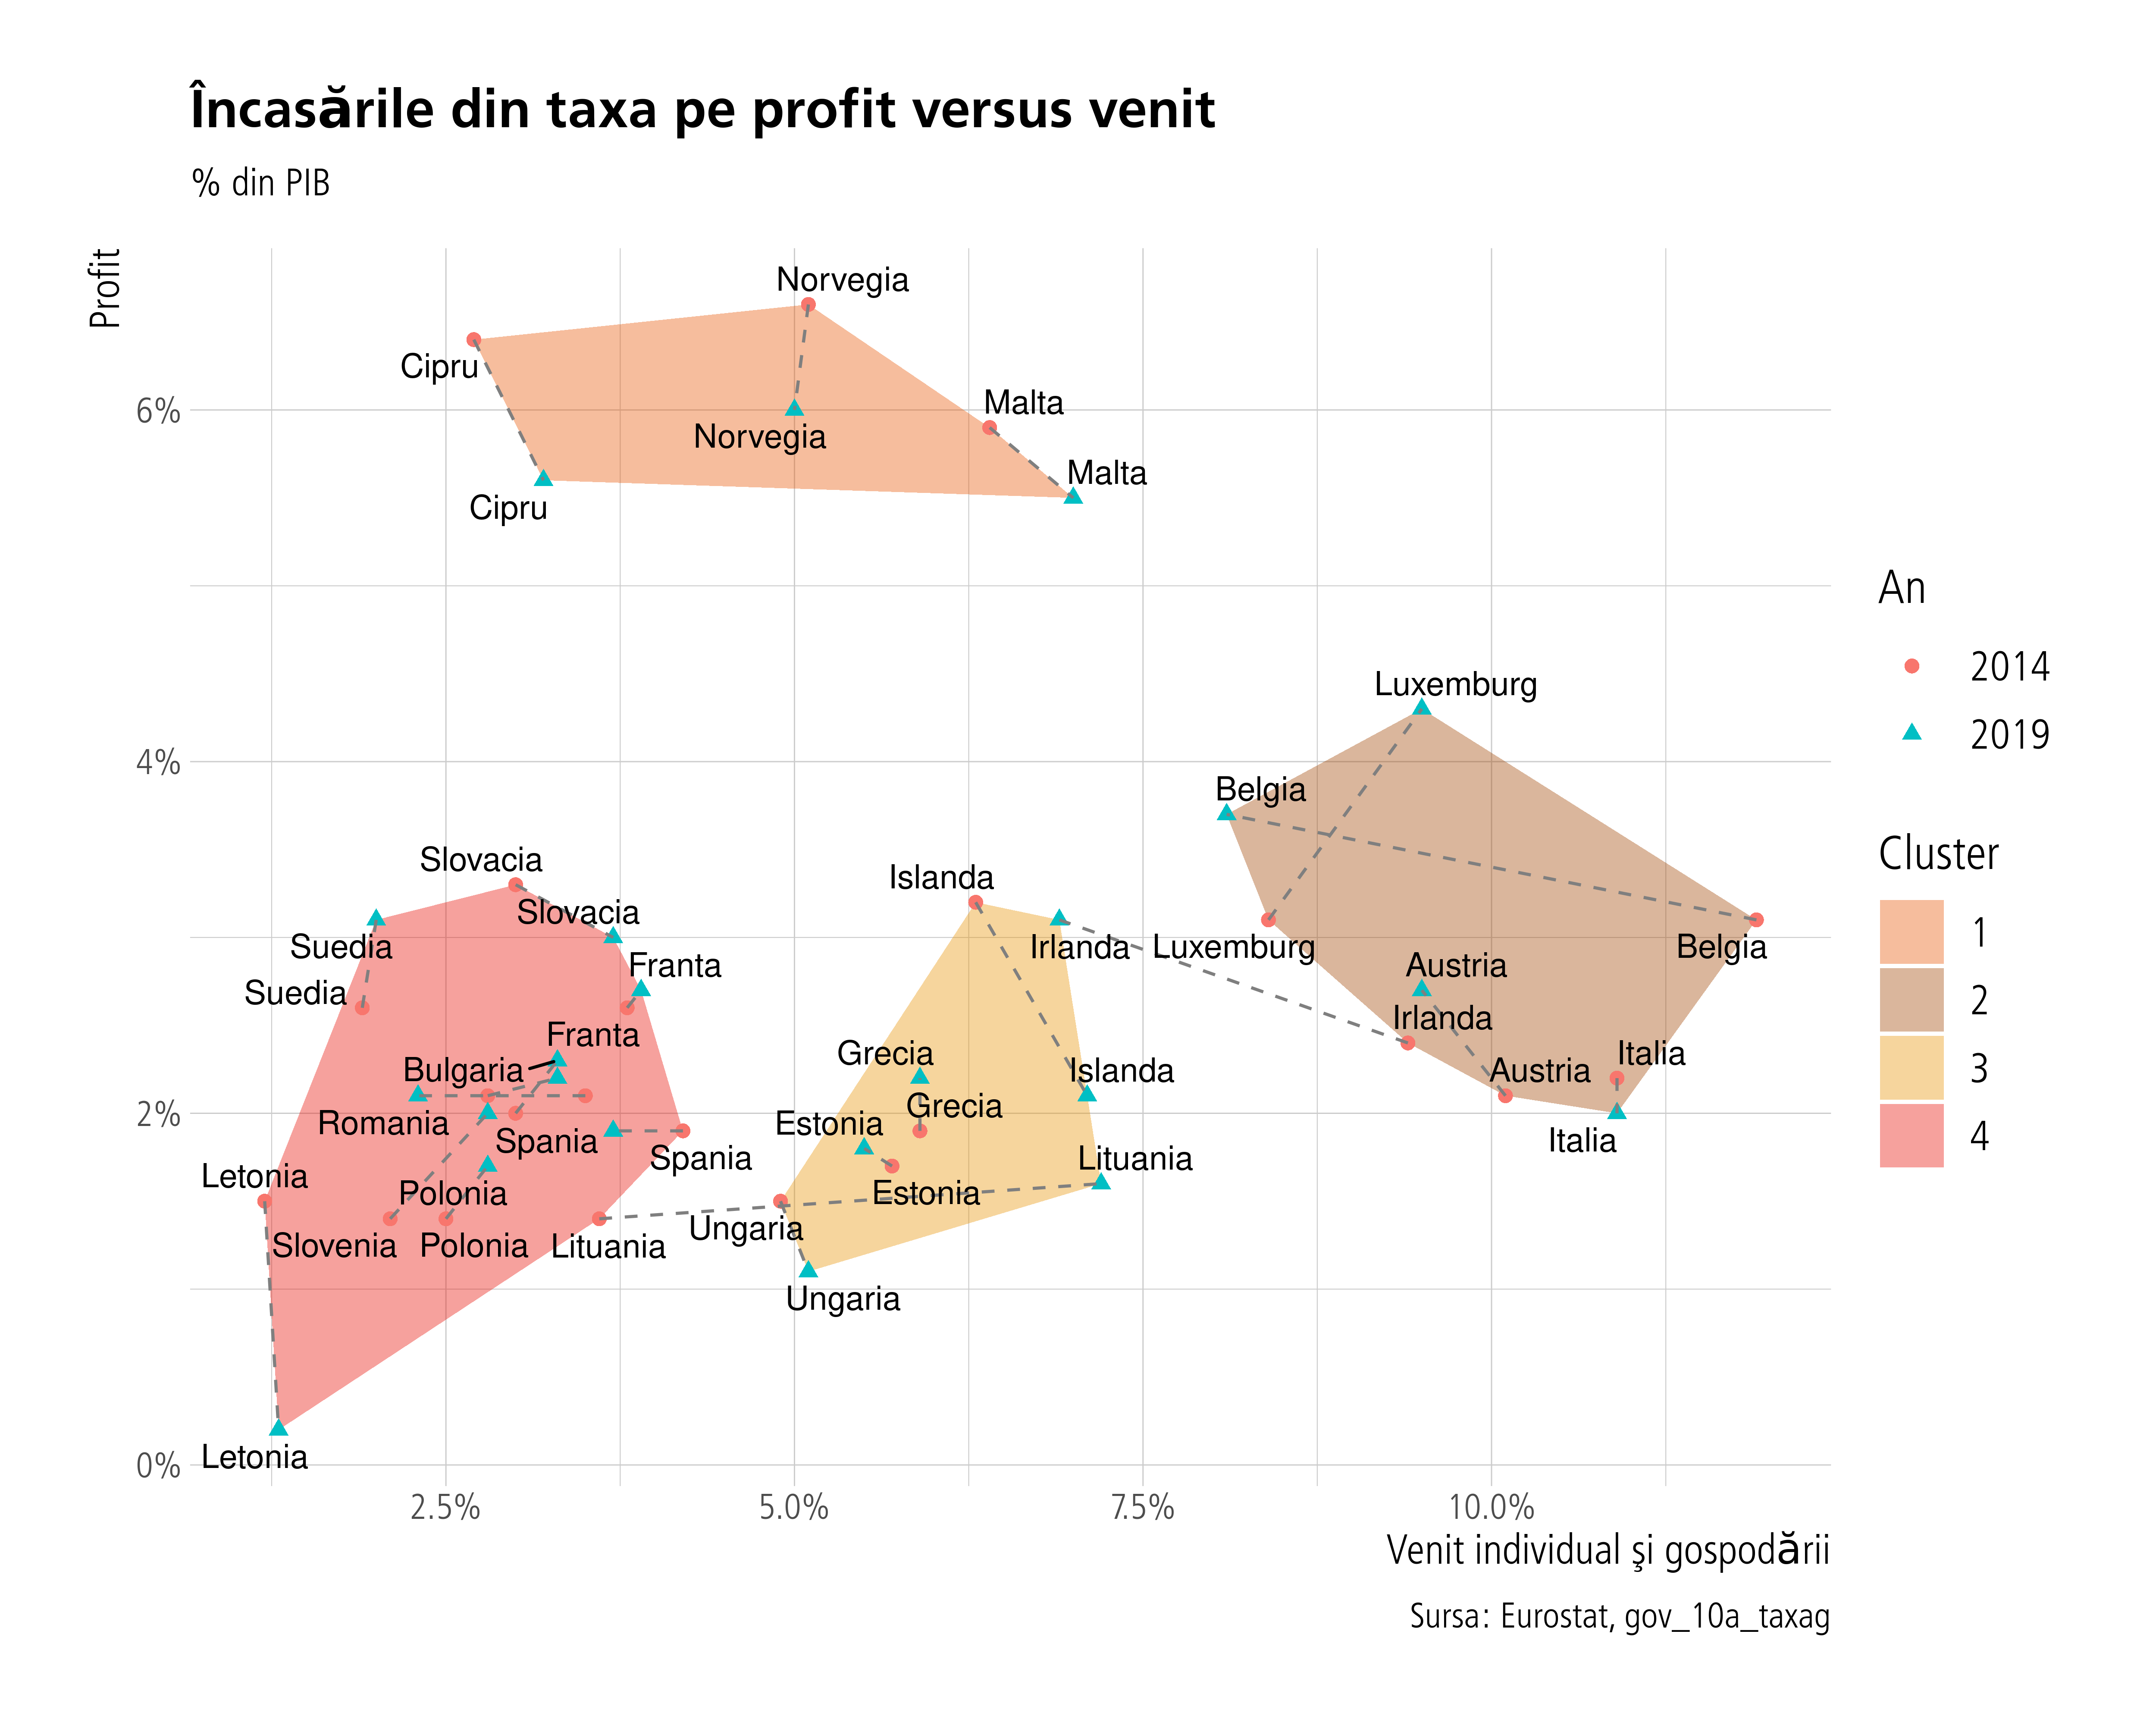 Încasările din taxa pe profit versus venit
% din PIB
Profit
Norvegia
Cipru
Malta
6%
Norvegia
Malta
Cipru
An
2014
2019
Luxemburg
4%
Belgia
Cluster
1
2
3
4
Slovacia
Islanda
Slovacia
Suedia
Irlanda
Luxemburg
Belgia
Franta
Austria
Suedia
Irlanda
Franta
Grecia
Italia
Bulgaria
Islanda
Austria
2%
Grecia
Romania
Estonia
Spania
Italia
Spania
Lituania
Letonia
Polonia
Estonia
Ungaria
Slovenia
Polonia
Lituania
Ungaria
Letonia
0%
2.5%
5.0%
7.5%
10.0%
Venit individual şi gospodării
Sursa: Eurostat, gov_10a_taxag